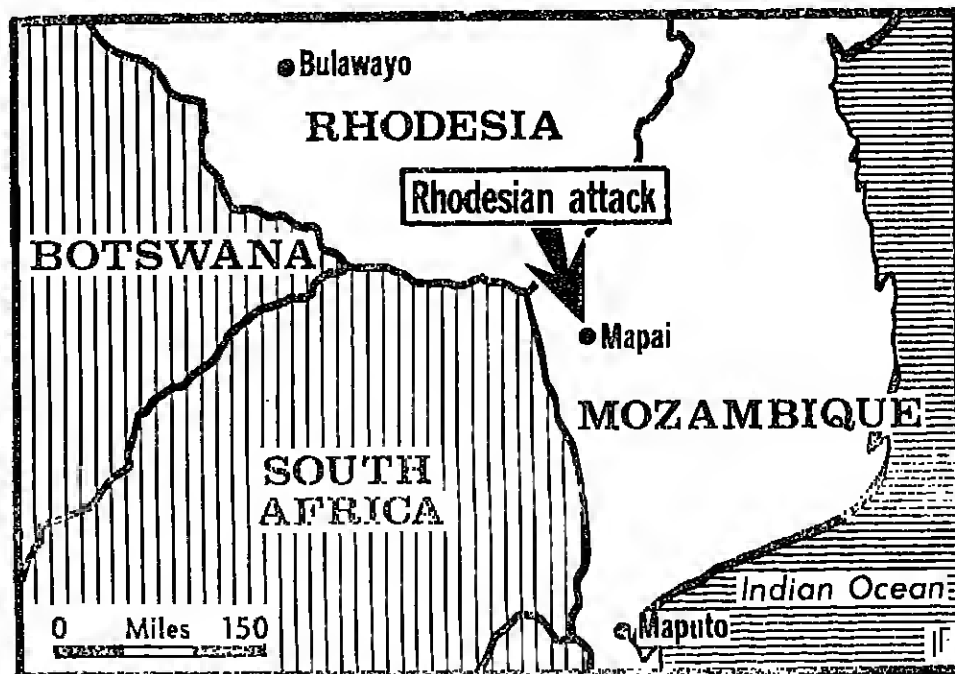 Bulawayo
RHODESIA
Rhodesian attack
BOTSWANA
Mapai
MOZAMBIQUE
SOUTH
AFRICA
Indian Ocean
0 Miles 150
Maputo